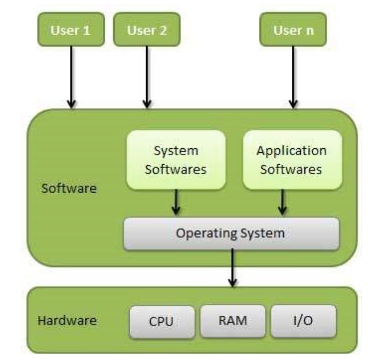 User 1
User 2
User n
System
Softwares
Application
Softwares
Software
Operating System
Hardware
CPU
RAM
I/O